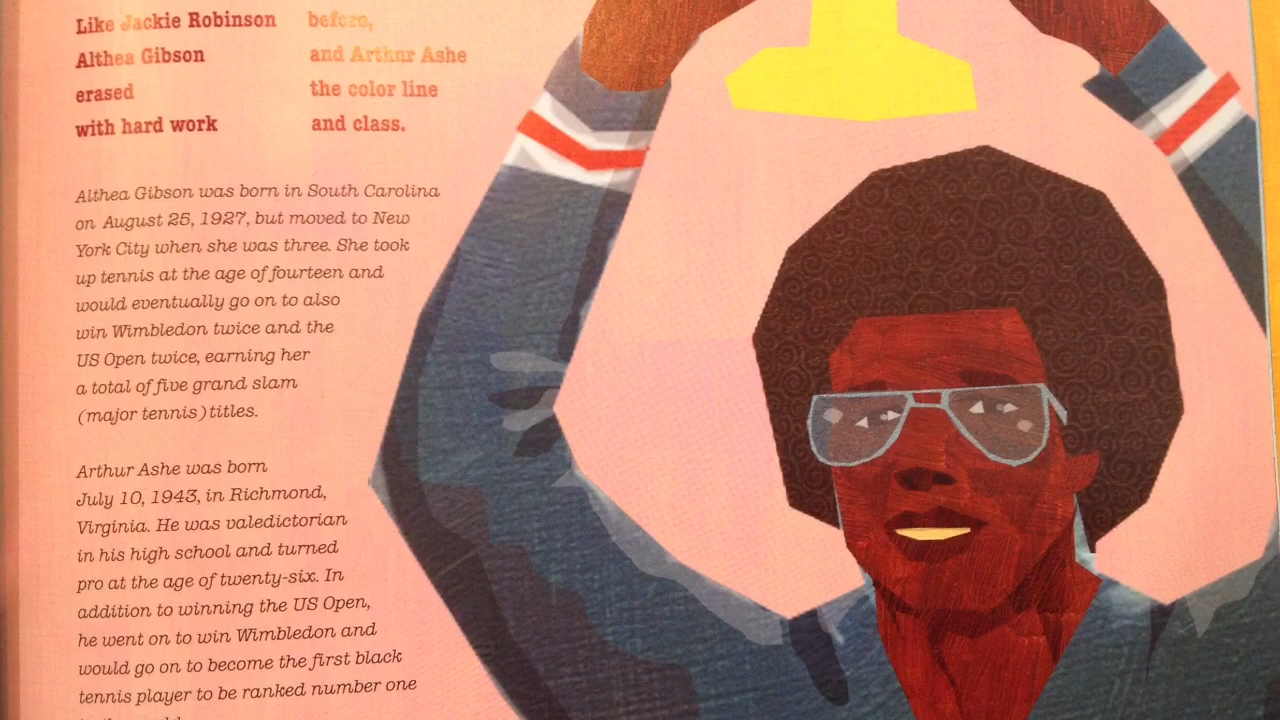 Like Jackie Robinson before,
Althea Gibson and Arthur Ashe
erased the color line
with hard work and class.
Althea Gibson was born in South Carolina
on August 25, 1927, but moved to New
York City when she was three. She took
up tennis at the age of fourteen and
would eventually go on to also
win Wimbledon twice and the
US Open twice, earning her
a total of five grand slam
(major tennis) titles.
Arthur Ashe was born
July 10, 1943, in Richmond,
Virginia. He was valedictorian
in his high school and turned
pro at the age of twenty-six. In
addition to winning the US Open,
he went on to win Wimbledon and
would go on to become the first black
tennis player to be ranked number one